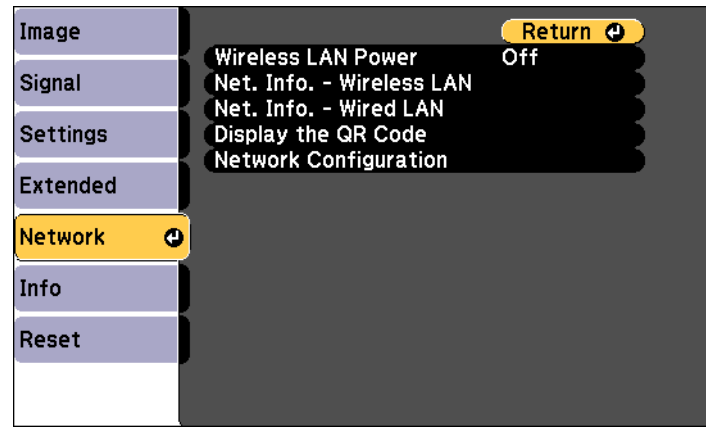 Image
Signal
Settings
Extended
Network
Info
Reset
Return
Wireless LAN Power Off
Net. Info. - Wireless LAN
Net. Info. - Wired LAN
Display the QR Code
Network Configuration